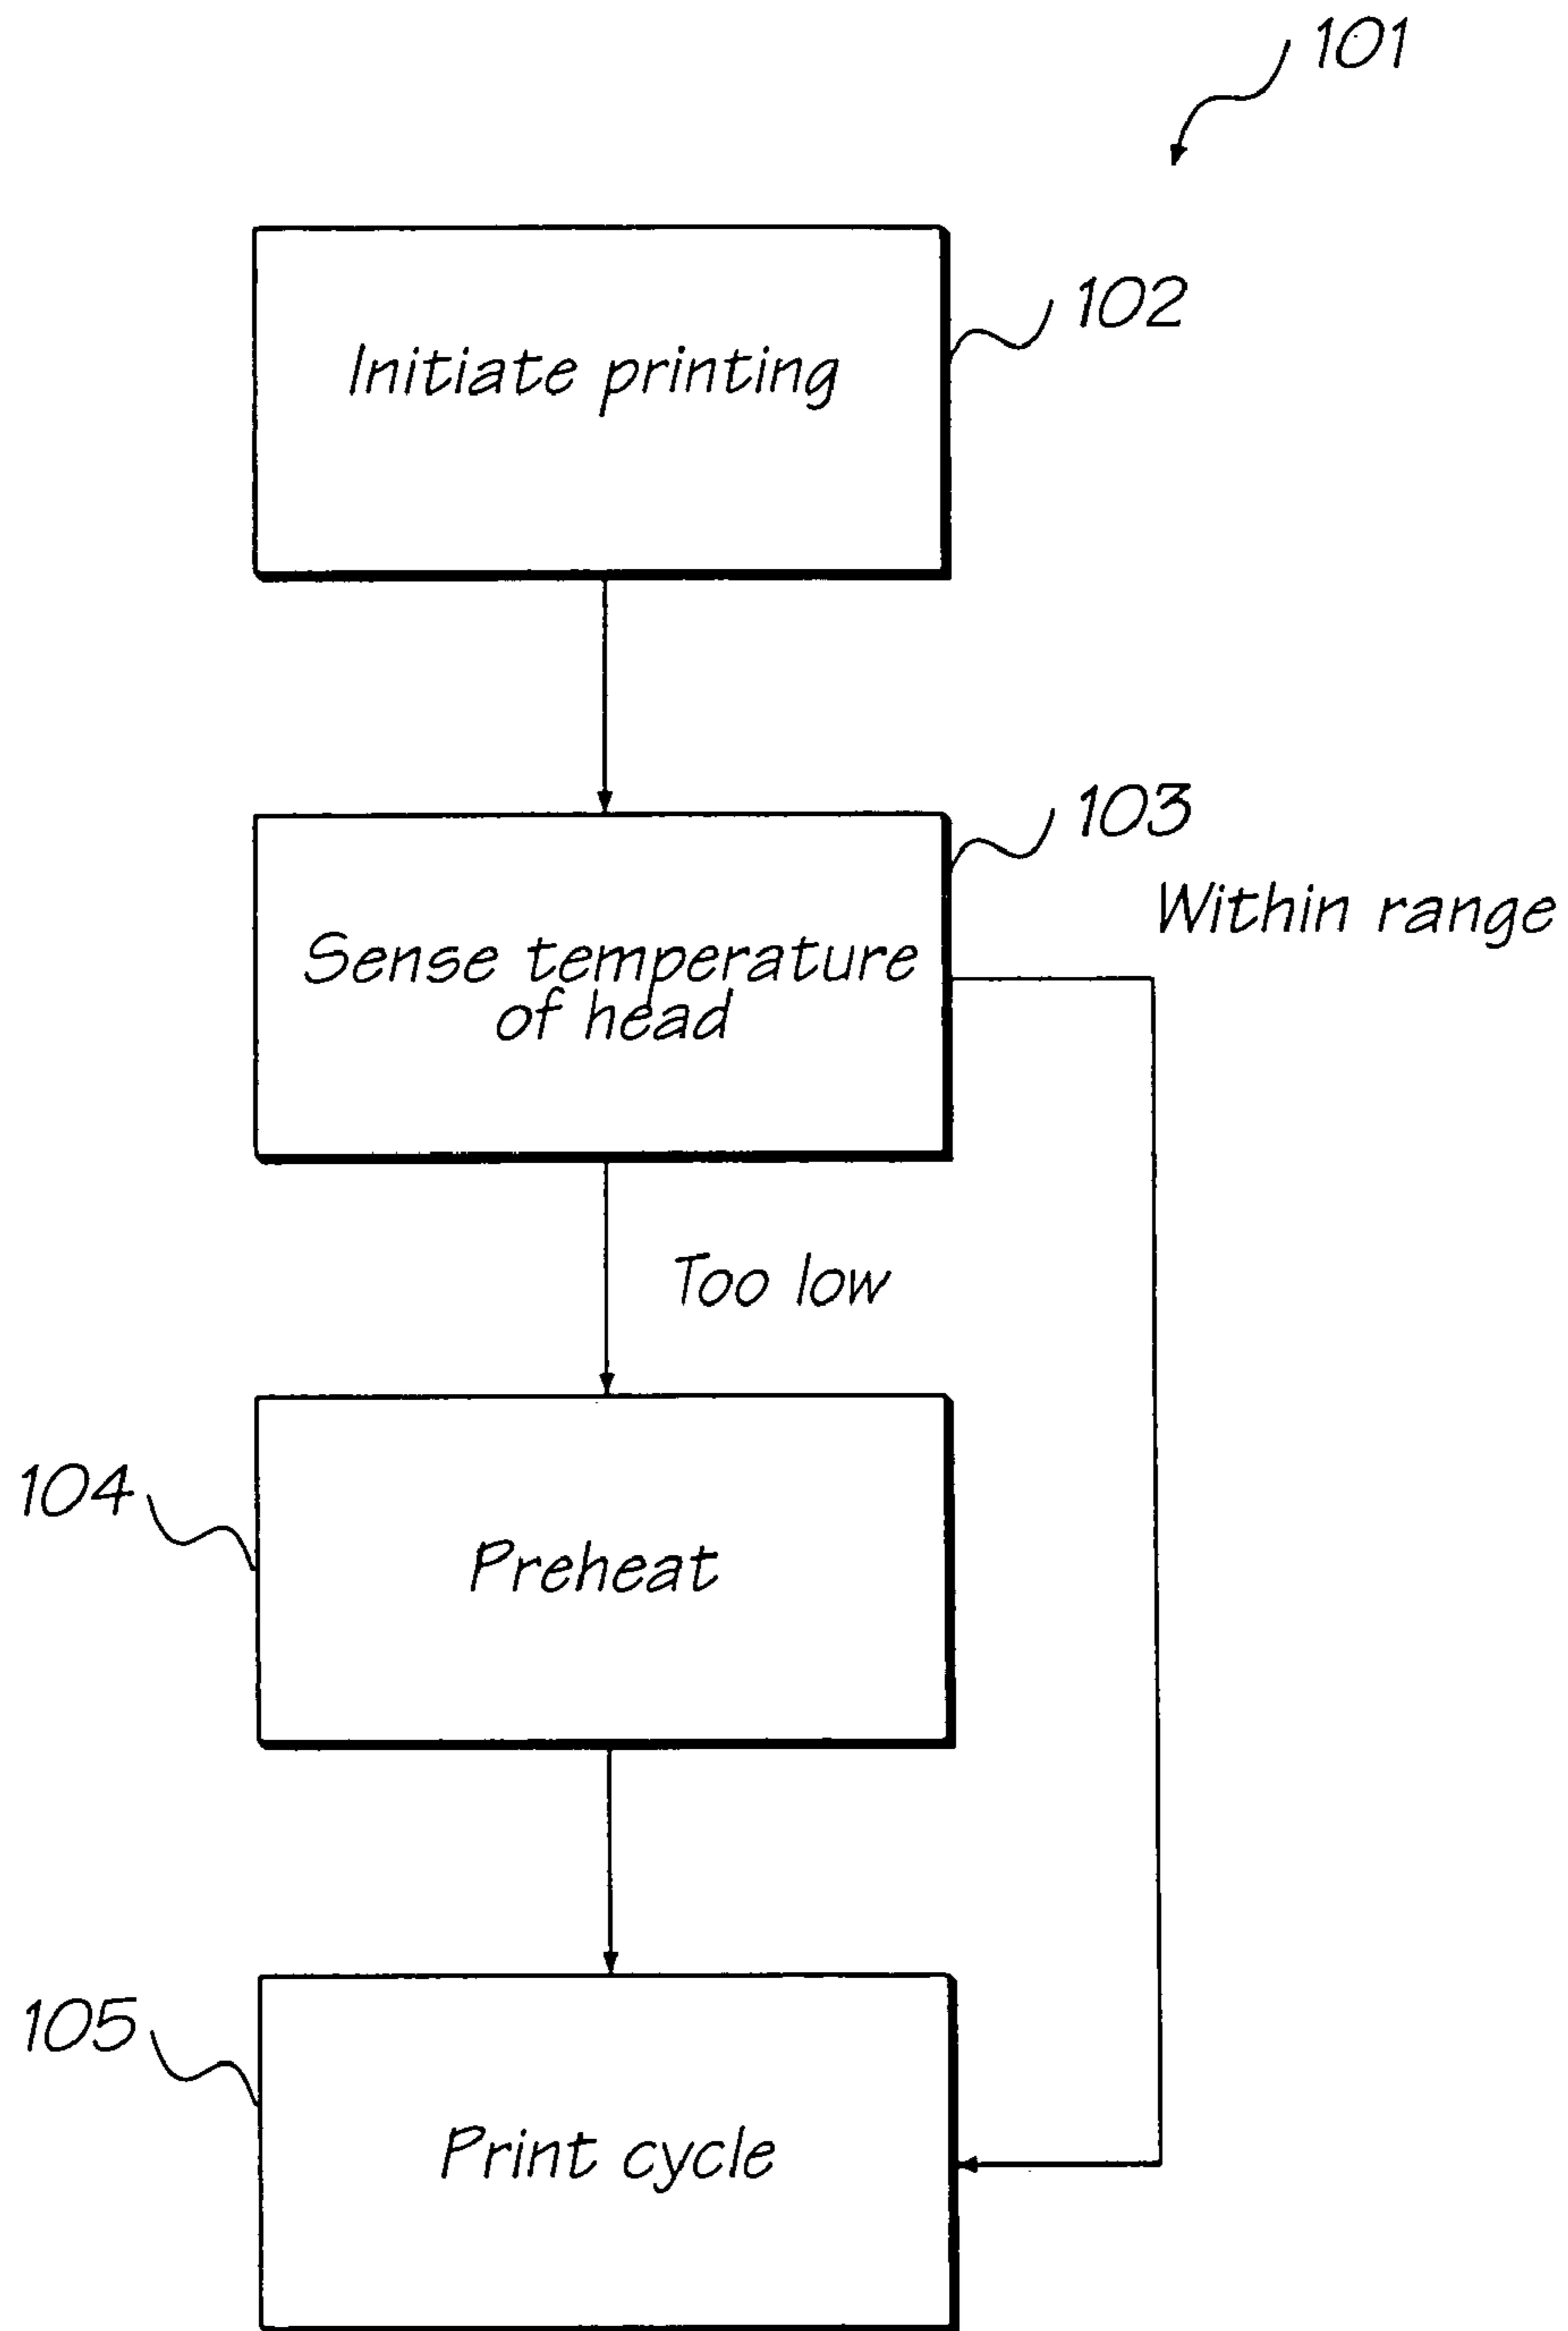 101
Initiate printing
102
103
Within range
Sense temperature
of head
Too low
104
Preheat
105
Print cycle